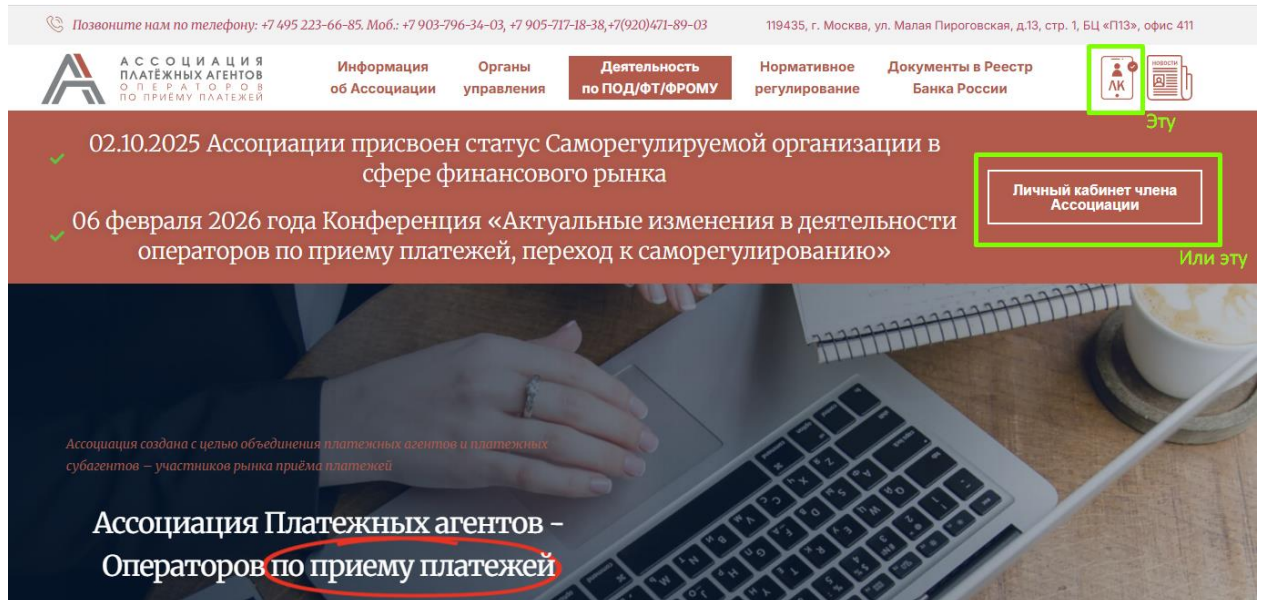 Позвоните нам по телефону: +7 495 223-66-85. Моб.: +7 903-796-34-03, +7 905-717-18-38,+7(920)471-89-03
119435, г. Москва, ул. Малая Пироговская, д.13, стр. 1, БЦ «П13», офис 411
АССОЦИАЦИЯ
ПЛАТЁЖНЫХ АГЕНТОВ
ОПЕРАТОРОВ
ПО ПРИЁМУ ПЛАТЕЖЕЙ
Информация
об Ассоциации
Органы
управления
Деятельность
по ПОД/ФТ/ФРОМУ
Нормативное
регулирование
Документы в Реестр
Банка России
ЛК
НОВОСТИ
Эту
02.10.2025 Ассоциации присвоен статус Саморегулируемой организации в
сфере финансового рынка
06 февраля 2026 года Конференция «Актуальные изменения в деятельности
операторов по приему платежей, переход к саморегулированию»
Личный кабинет члена
Ассоциации
Или эту
Ассоциация создана с целью объединения платежных агентов и платежных
субагентов – участников рынка приёма платежей
Ассоциация Платежных агентов -
Операторов по приему платежей